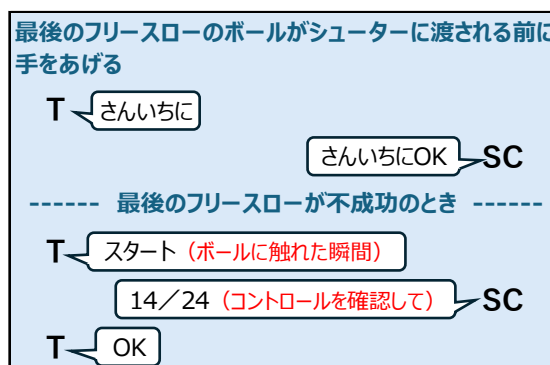 最後のフリースローのボールがシューターに渡される前に
手をあげる
T さんいちに
さんいちにOK SC
------ 最後のフリースローが不成功のとき ------
T スタート（ボールに触れた瞬間）
14／24（コントロールを確認して） SC
T OK